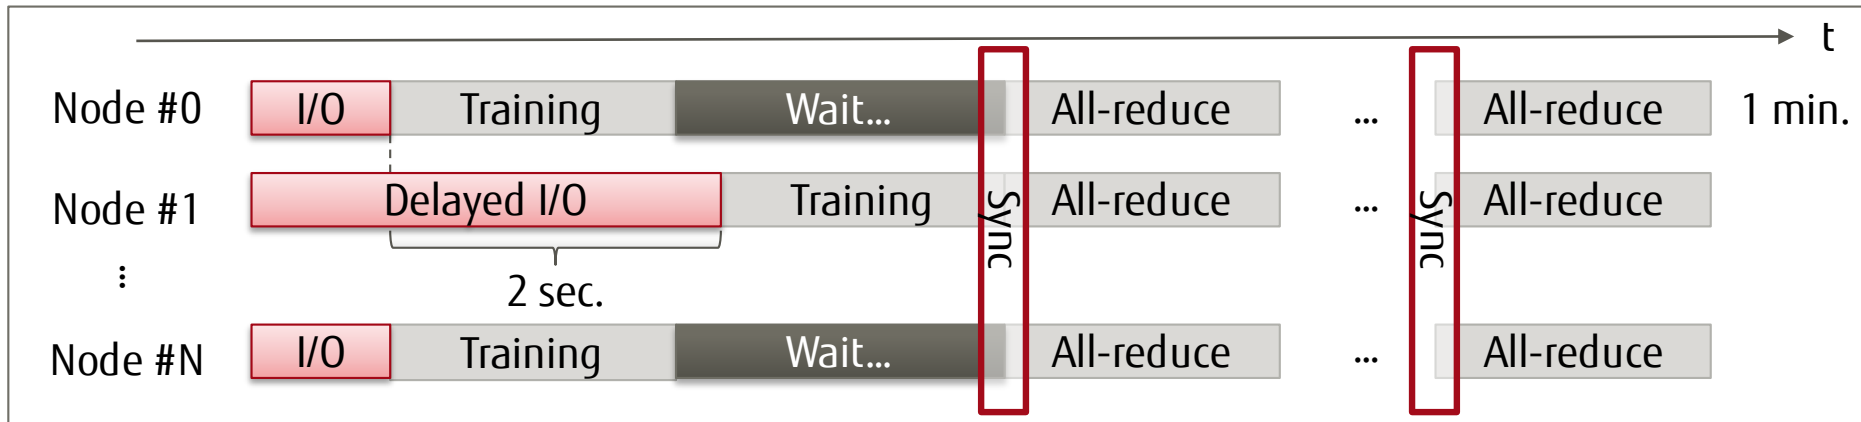 t
Node #0 I/O Training Wait... All-reduce ... All-reduce 1 min.
Node #1 Delayed I/O Training Sync All-reduce ... Sync All-reduce
⋮
2 sec.
Node #N I/O Training Wait... All-reduce ... All-reduce